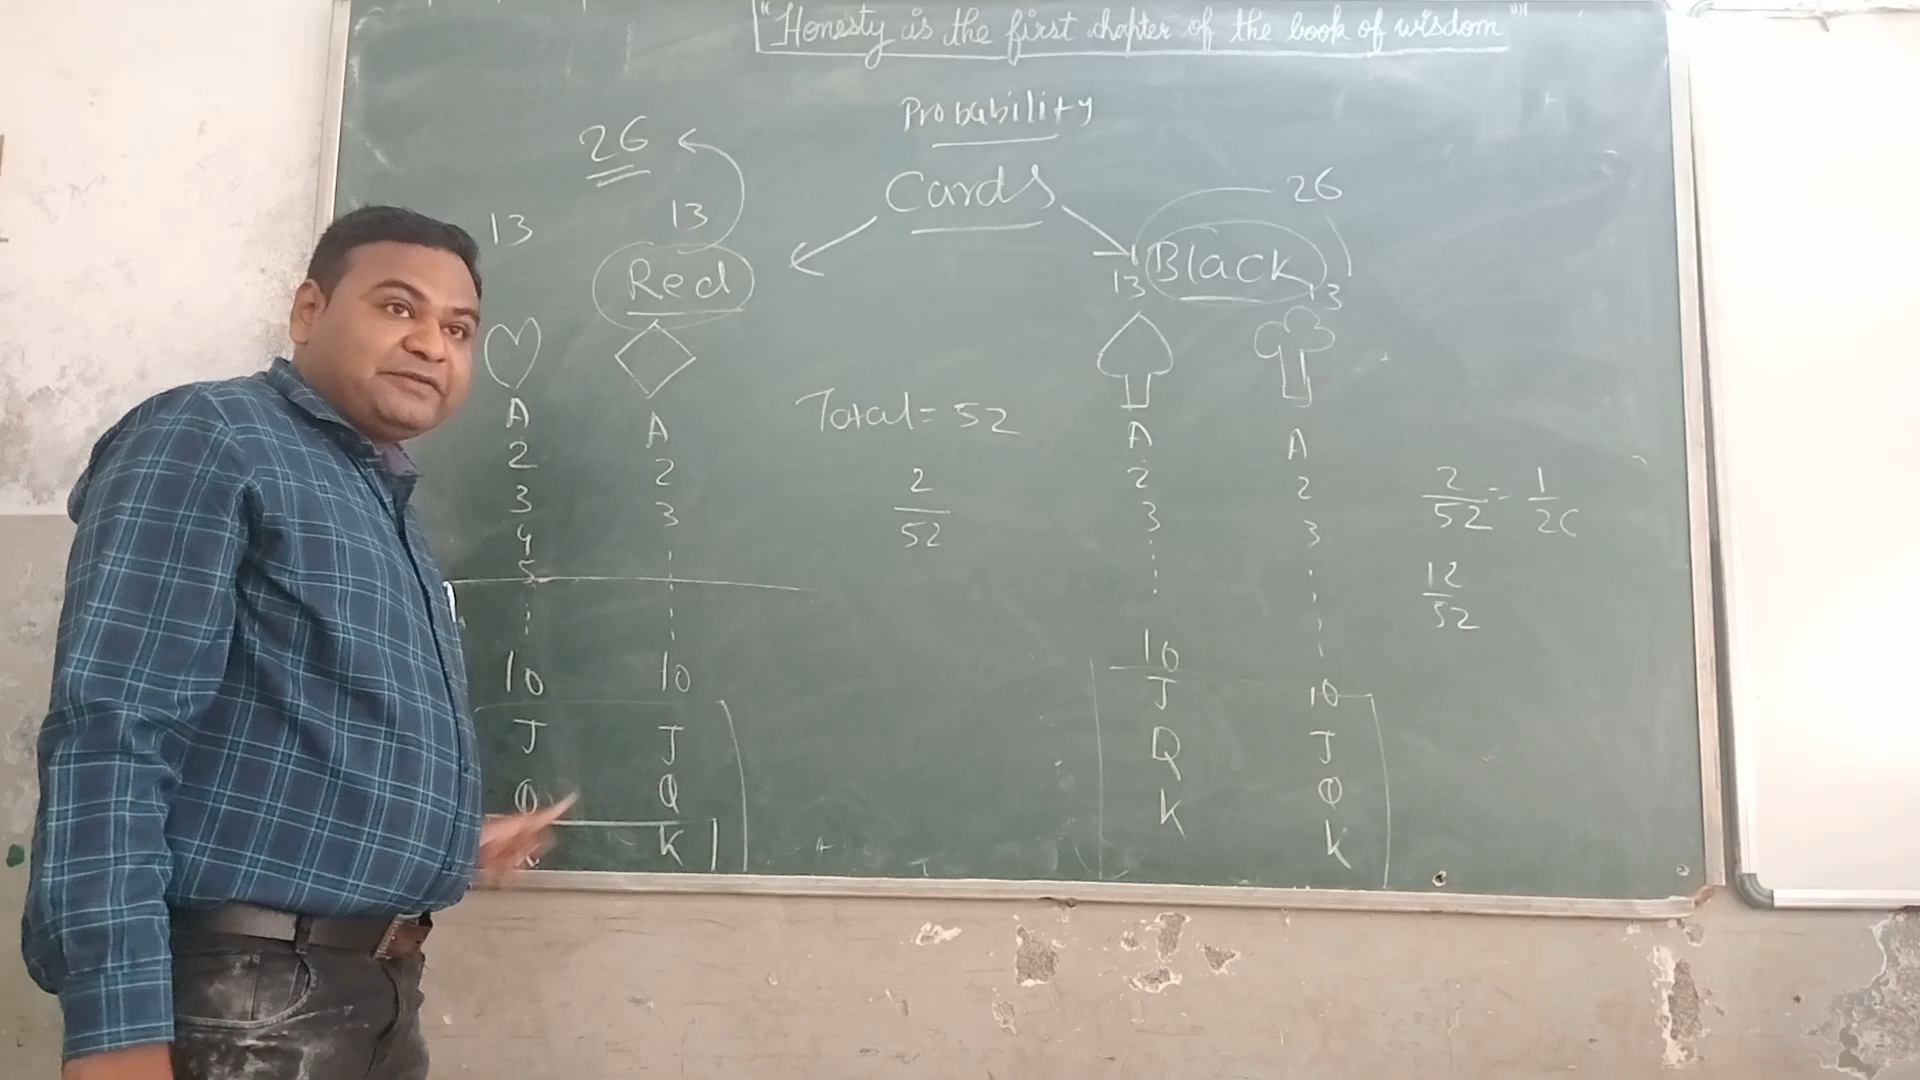 "Honesty is the first chapter of the book of wisdom"
Probability
Cards
26
13
13
Red
A
2
3
4
5
10
J
Q
A
2
3
10
J
Q
K
Total = 52
2/52
26
Black
13
13
A
2
3
10
J
Q
K
A
2
3
10
J
Q
K
2/52 = 1/26
12/52